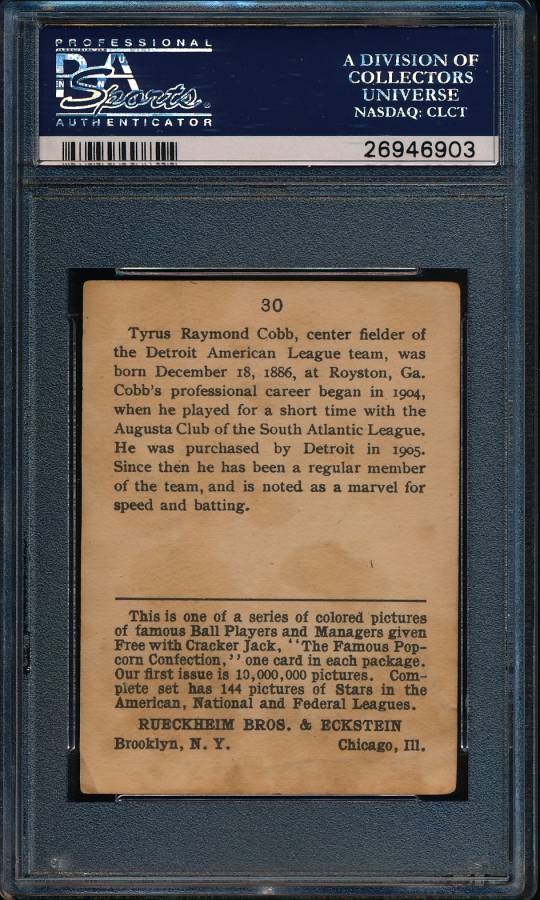 PROFESSIONAL
PSA
Sports
AUTHENTICATOR
A DIVISION OF
COLLECTORS
UNIVERSE
NASDAQ: CLCT
26946903
30
Tyrus Raymond Cobb, center fielder of
the Detroit American League team, was
born December 18, 1886, at Royston, Ga.
Cobb's professional career began in 1904,
when he played for a short time with the
Augusta Club of the South Atlantic League.
He was purchased by Detroit in 1905.
Since then he has been a regular member
of the team, and is noted as a marvel for
speed and batting.
This is one of a series of colored pictures
of famous Ball Players and Managers given
Free with Cracker Jack, "The Famous Pop-
corn Confection," one card in each package.
Our first issue is 10,000,000 pictures. Com-
plete set has 144 pictures of Stars in the
American, National and Federal Leagues.
RUECKHEIM BROS. & ECKSTEIN
Brooklyn, N. Y. Chicago, Ill.